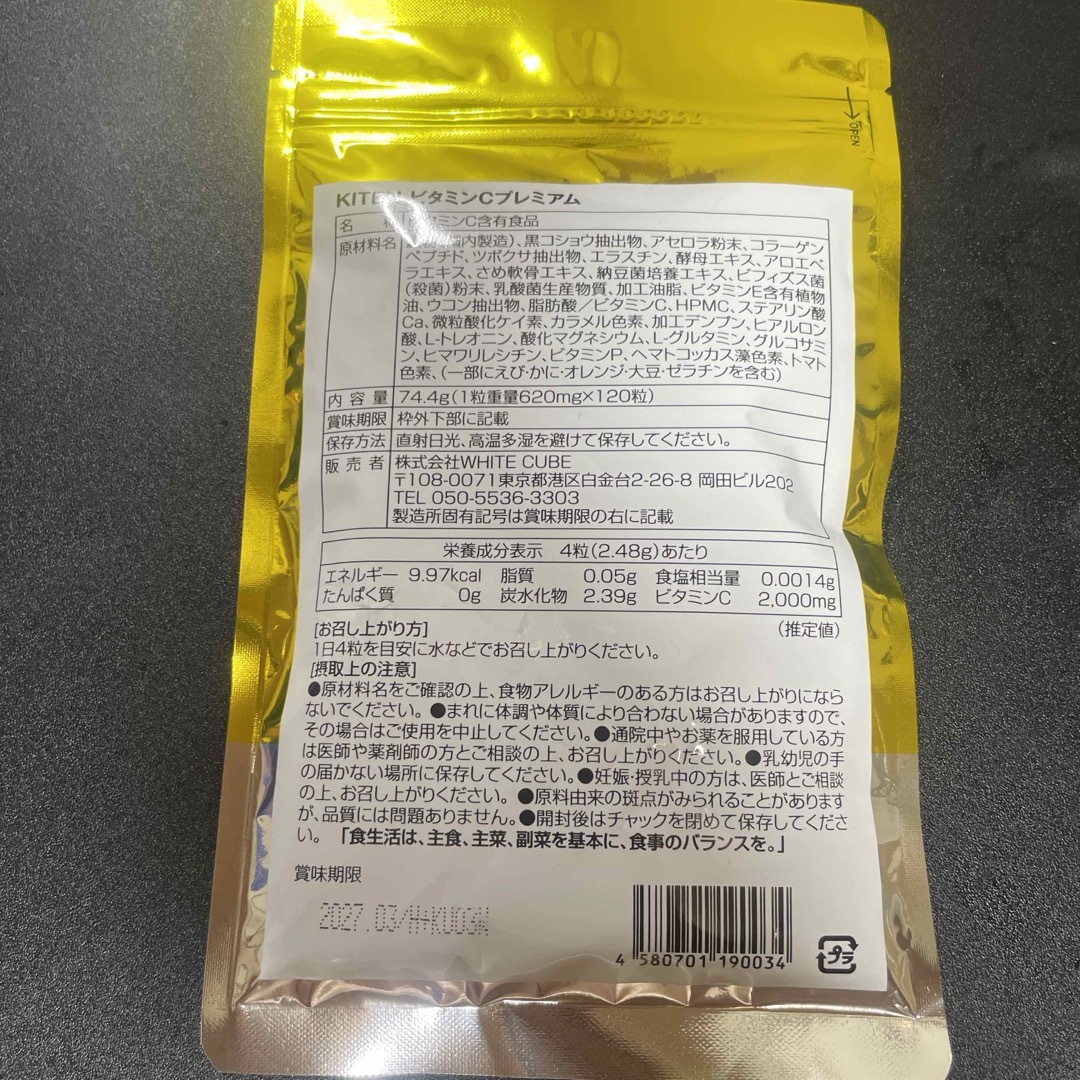 OPEN
KITEN ビタミンCプレミアム
名 称 ビタミンC含有食品
原材料名 (国内製造)、黒コショウ抽出物、アセロラ粉末、コラーゲン
ペプチド、ツボクサ抽出物、エラスチン、酵母エキス、アロエベ
ラエキス、さめ軟骨エキス、納豆菌培養エキス、ビフィズス菌
(殺菌)粉末、乳酸菌生産物質、加工油脂、ビタミンE含有植物
油、ウコン抽出物、脂肪酸/ビタミンC、HPMC、ステアリン酸
Ca、微粒酸化ケイ素、カラメル色素、加工デンプン、ヒアルロン
酸、L-トレオニン、酸化マグネシウム、L-グルタミン、グルコサミ
ン、ヒマワリレシチン、ビタミンP、ヘマトコッカス藻色素、トマト
色素、(一部にえび・かに・オレンジ・大豆・ゼラチンを含む)
内 容 量 74.4g(1粒重量620mg×120粒)
賞味期限 枠外下部に記載
保存方法 直射日光、高温多湿を避けて保存してください。
販 売 者 株式会社WHITE CUBE
〒108-0071東京都港区白金台2-26-8 岡田ビル202
TEL 050-5536-3303
製造所固有記号は賞味期限の右に記載
栄養成分表示 4粒(2.48g)あたり
エネルギー 9.97kcal 脂質 0.05g 食塩相当量 0.0014g
たんぱく質 0g 炭水化物 2.39g ビタミンC 2,000mg
[お召し上がり方] (推定値)
1日4粒を目安に水などでお召し上がりください。
[摂取上の注意]
●原材料名をご確認の上、食物アレルギーのある方はお召し上がりになら
ないでください。●まれに体調や体質により合わない場合がありますので、
その場合はご使用を中止してください。●通院中やお薬を服用している方
は医師や薬剤師の方とご相談の上、お召し上がりください。●乳幼児の手
の届かない場所に保存してください。●妊娠・授乳中の方は、医師とご相談
の上、お召し上がりください。●原料由来の斑点がみられることがあります
が、品質には問題ありません。●開封後はチャックを閉めて保存してくださ
い。「食生活は、主食、主菜、副菜を基本に、食事のバランスを。」
賞味期限
2027.03/
4 580701 190034
プラ